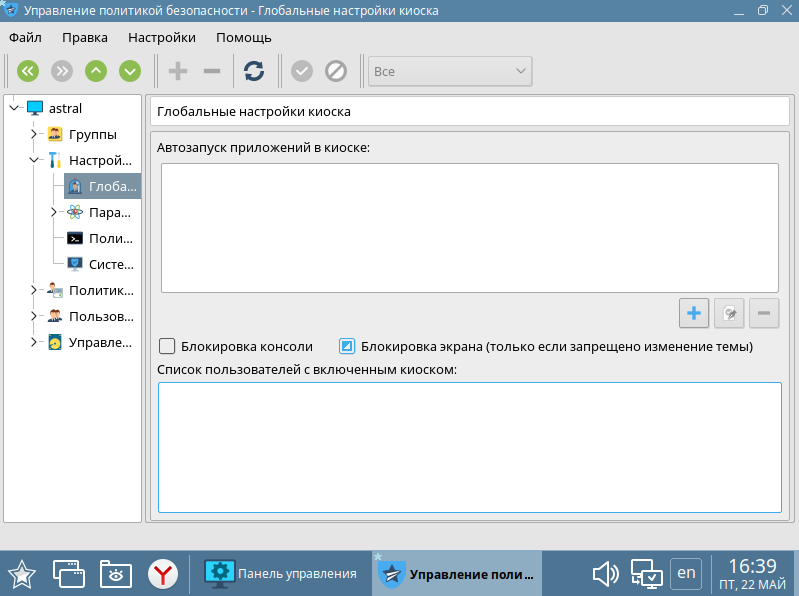 Управление политикой безопасности - Глобальные настройки киоска
Файл Правка Настройки Помощь
Все
astral
Группы
Настрой...
Глоба...
Пара...
Поли...
Систе...
Политик...
Пользов...
Управле...
Глобальные настройки киоска
Автозапуск приложений в киоске:
Блокировка консоли
Блокировка экрана (только если запрещено изменение темы)
Список пользователей с включенным киоском:
Панель управления
Управление поли...
en
16:39
ПТ, 22 МАЙ